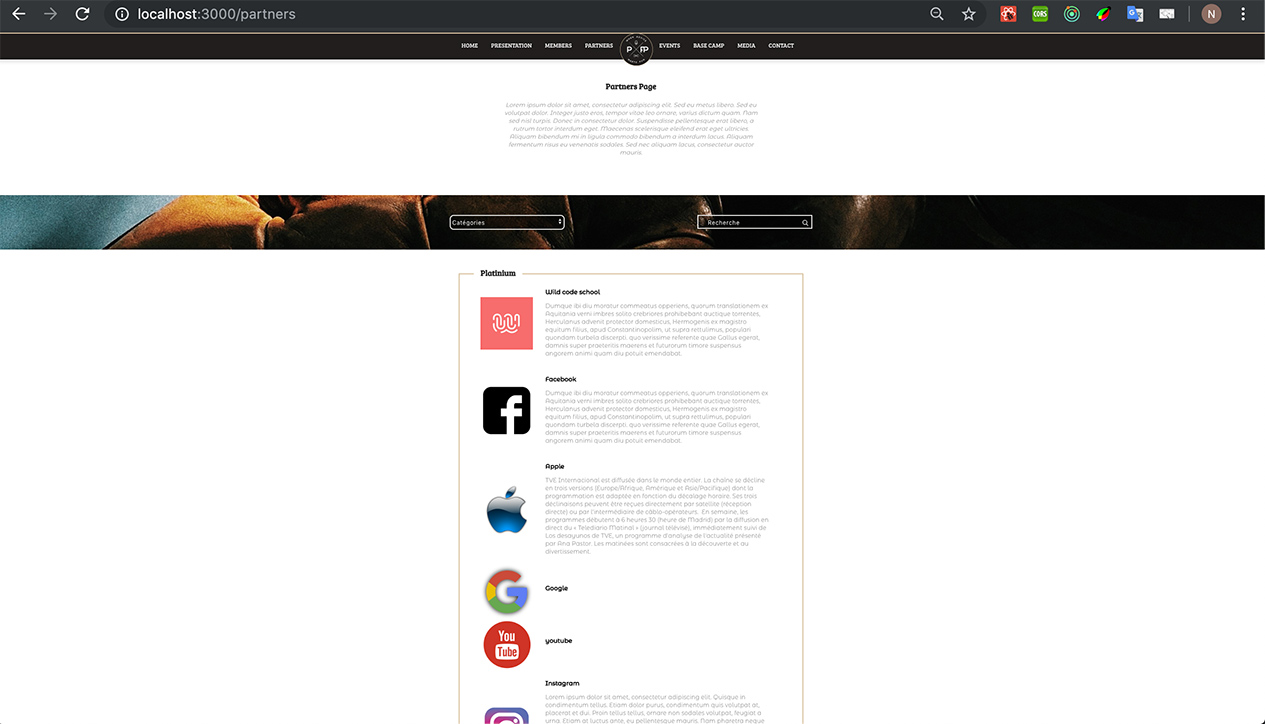 localhost:3000/partners
CORS
G
N
HOME PRESENTATION MEMBERS PARTNERS EVENTS BASE CAMP MEDIA CONTACT
Partners Page
Lorem ipsum dolor sit amet, consectetur adipiscing elit. Sed eu metus libero. Sed eu
volutpat dolor. Integer justo eros, tempor vitae leo ornare, varius dictum quam. Nam
sed nisl turpis. Donec in consectetur dolor. Suspendisse pellentesque erat libero, a
rutrum tortor interdum eget. Maecenas scelerisque eleifend erat eget ultricies.
Aliquam bibendum mi in ligula commodo bibendum a interdum lacus. Aliquam
fermentum risus eu venenatis sodales. Sed nec aliquam lacus, consectetur auctor
mauris.
Catégories
Recherche
Platinium
Wild code school
Dumque ibi diu moratur commeatus opperiens, quorum translationem ex
Aquitania verni imbres solito crebriores prohibebant auctique torrentes,
Herculanus advenit protector domesticus, Hermogenis ex magistro
equitum filius, apud Constantinopolim, ut supra rettulimus, populari
quondam turbela discerpti. quo verissime referente quae Gallus egerat,
damnis super praeteritis maerens et futurorum timore suspensus
angorem animi quam diu potuit emendabat.
Facebook
Dumque ibi diu moratur commeatus opperiens, quorum translationem ex
Aquitania verni imbres solito crebriores prohibebant auctique torrentes,
Herculanus advenit protector domesticus, Hermogenis ex magistro
equitum filius, apud Constantinopolim, ut supra rettulimus, populari
quondam turbela discerpti. quo verissime referente quae Gallus egerat,
damnis super praeteritis maerens et futurorum timore suspensus
angorem animi quam diu potuit emendabat.
Apple
TVE Internacional est diffusée dans le monde entier. La chaîne se décline
en trois versions (Europe/Afrique, Amérique et Asie/Pacifique) dont la
programmation est adaptée en fonction du décalage horaire. Ses trois
déclinaisons peuvent être reçues directement par satellite (réception
directe) ou par l'intermédiaire de câblo-opérateurs. En semaine, les
programmes débutent à 6 heures 30 (heure de Madrid) par la diffusion en
direct du « Telediario Matinal » (journal télévisé), immédiatement suivi de
Los desayunos de TVE, un programme d'analyse de l'actualité présenté
par Ana Pastor. Les matinées sont consacrées à la découverte et au
divertissement.
Google
You
Tube
youtube
Instagram
Lorem ipsum dolor sit amet, consectetur adipiscing elit. Quisque in
condimentum tellus. Etiam dolor purus, condimentum quis volutpat at,
placerat et dui. Proin tellus tellus, ornare non sodales volutpat, feugiat a
urna. Etiam at luctus ante, eu pellentesque mauris. Nam pharetra neque